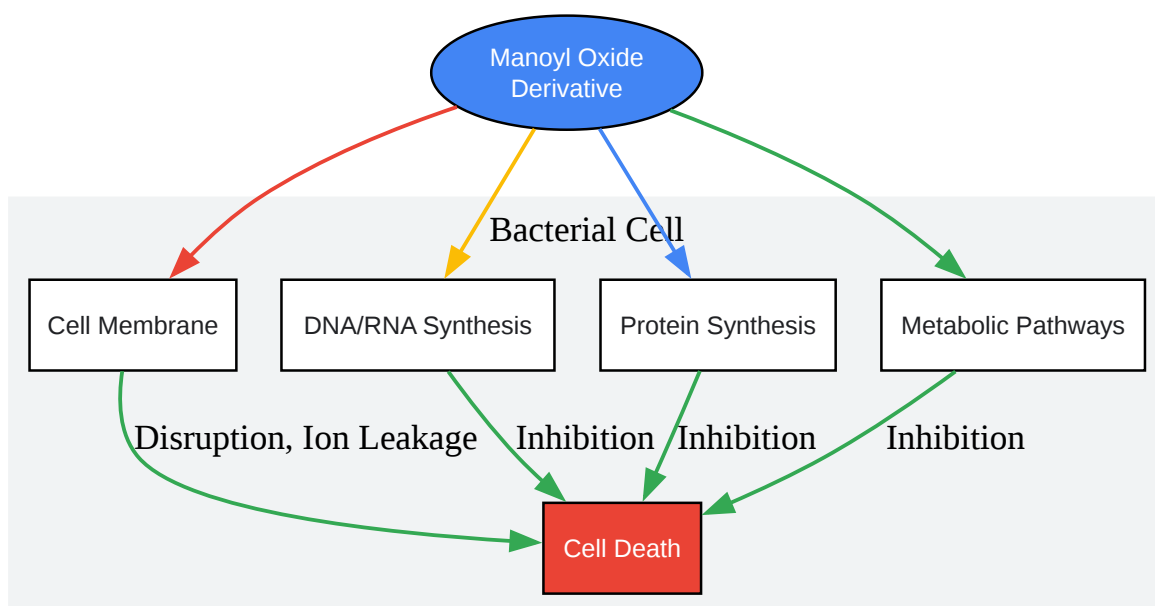 Manoyl Oxide
Derivative
Bacterial Cell
Cell Membrane
DNA/RNA Synthesis
Protein Synthesis
Metabolic Pathways
Disruption, Ion Leakage
Inhibition
Inhibition
Inhibition
Cell Death